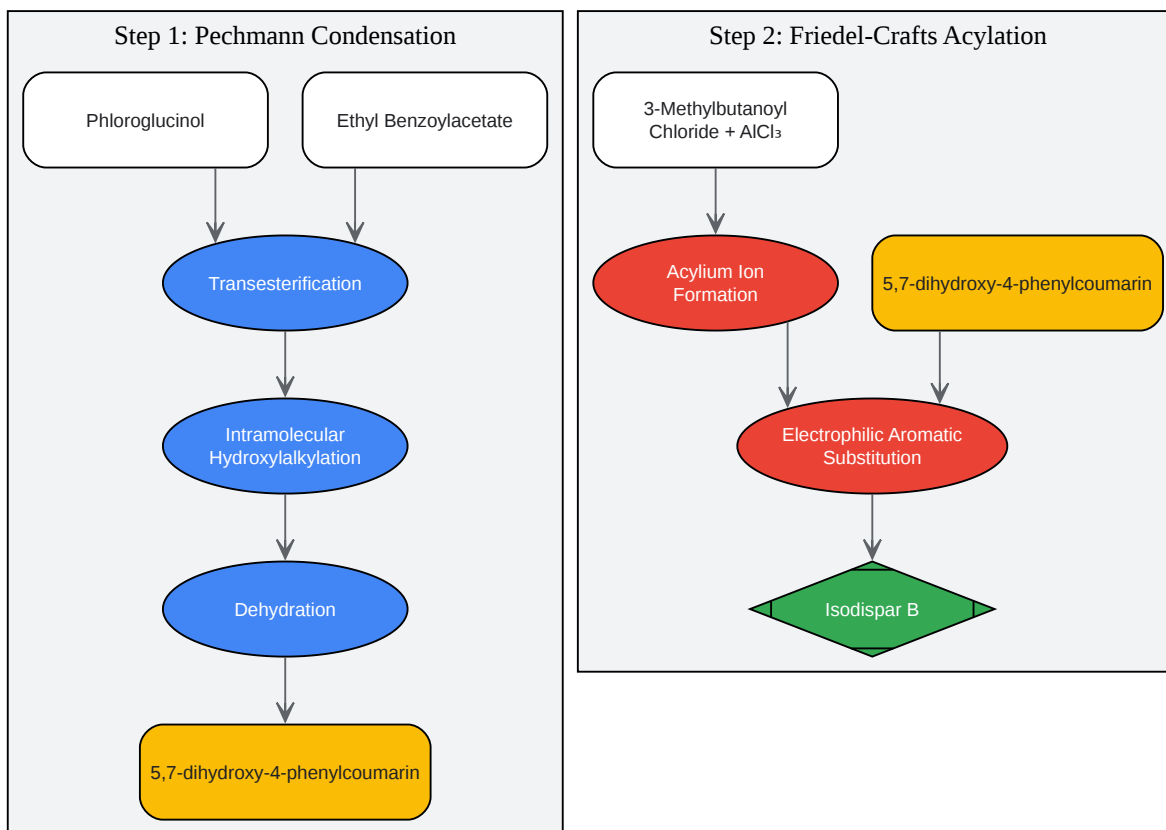 Step 1: Pechmann Condensation
Phloroglucinol
Ethyl Benzoylacetate
Transesterification
Intramolecular
Hydroxylalkylation
Dehydration
5,7-dihydroxy-4-phenylcoumarin
Step 2: Friedel-Crafts Acylation
3-Methylbutanoyl
Chloride + AlCl₃
Acylium Ion
Formation
5,7-dihydroxy-4-phenylcoumarin
Electrophilic Aromatic
Substitution
Isodispar B